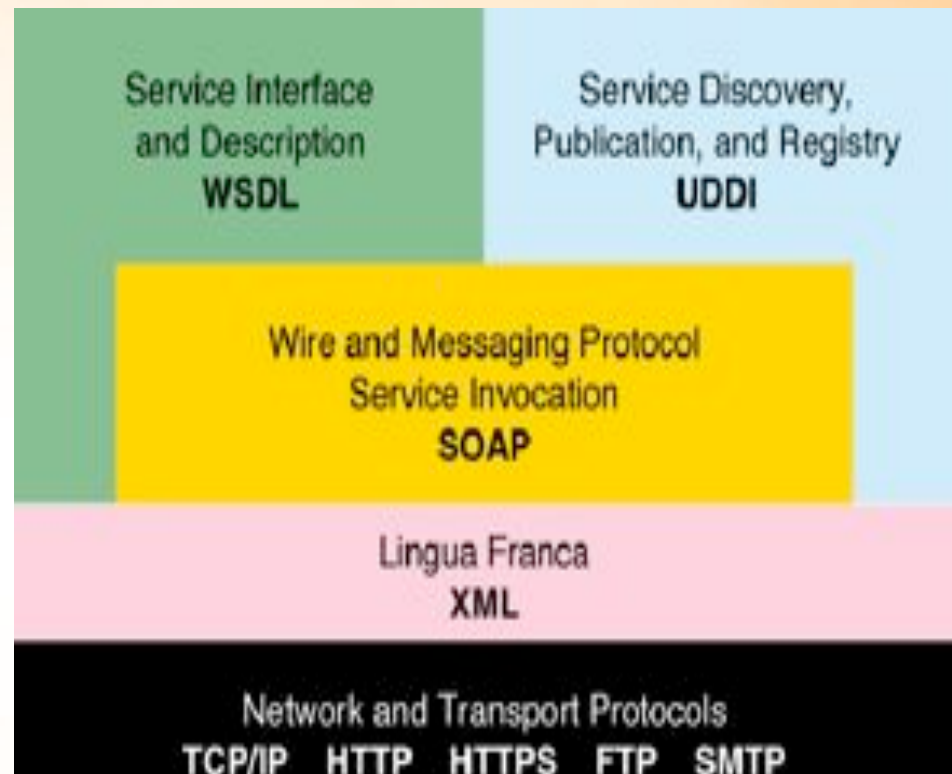 Service Interface
and Description
WSDL
Service Discovery,
Publication, and Registry
UDDI
Wire and Messaging Protocol
Service Invocation
SOAP
Lingua Franca
XML
Network and Transport Protocols
TCP/IP HTTP HTTPS FTP SMTP